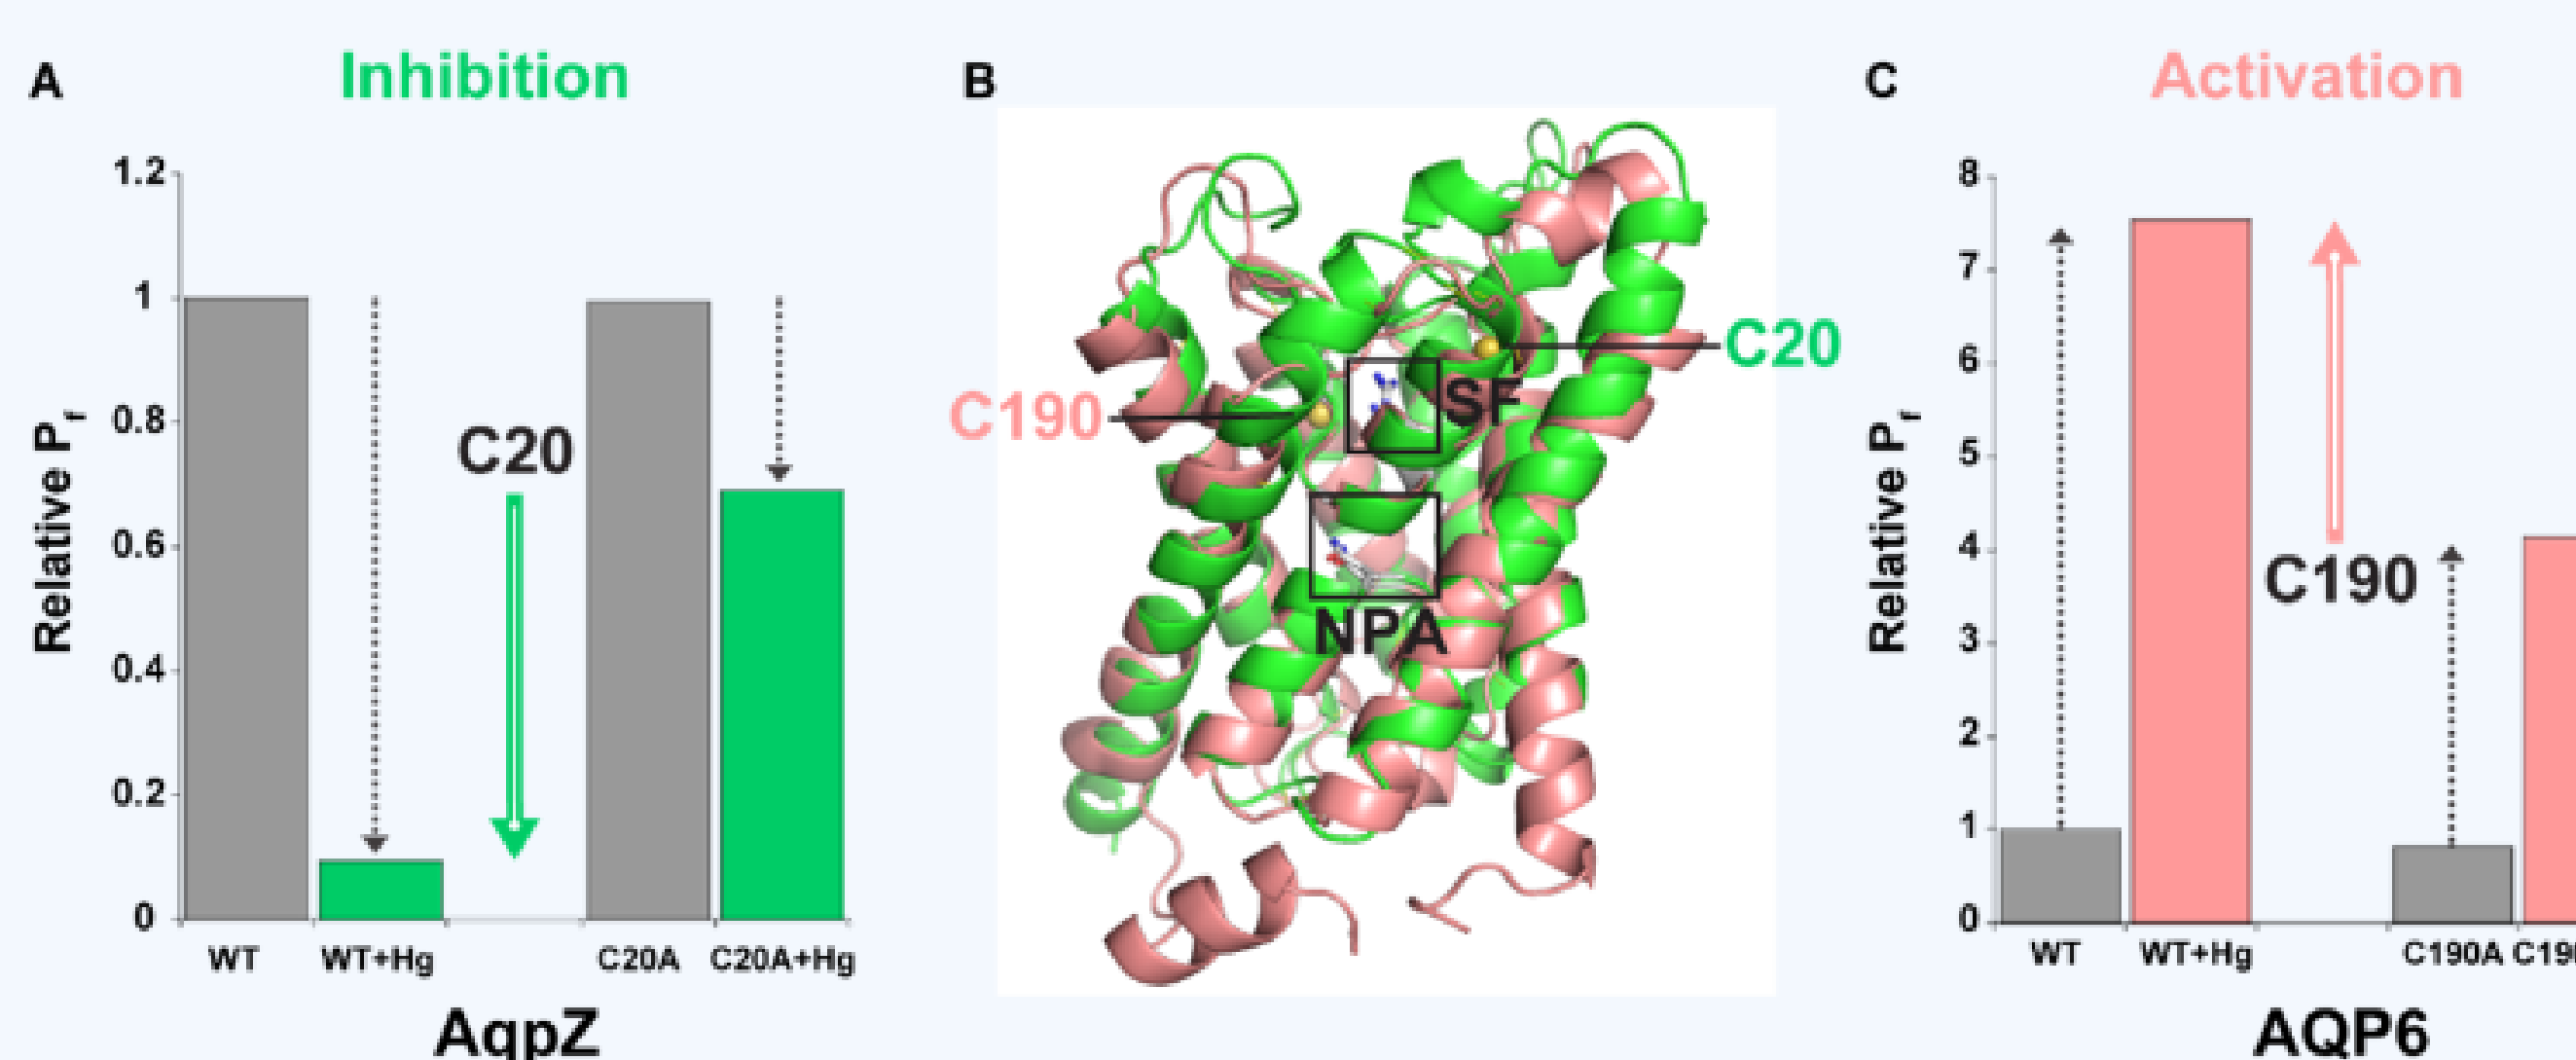 A
Inhibition
1.2
1
0.8
0.6
0.4
0.2
0
Relative Pf
C20
WT
WT+Hg
C20A
C20A+Hg
AqpZ
B
C20
C190
SF
NPA
C
Activation
8
7
6
5
4
3
2
1
0
Relative Pf
C190
WT
WT+Hg
C190A
AQP6